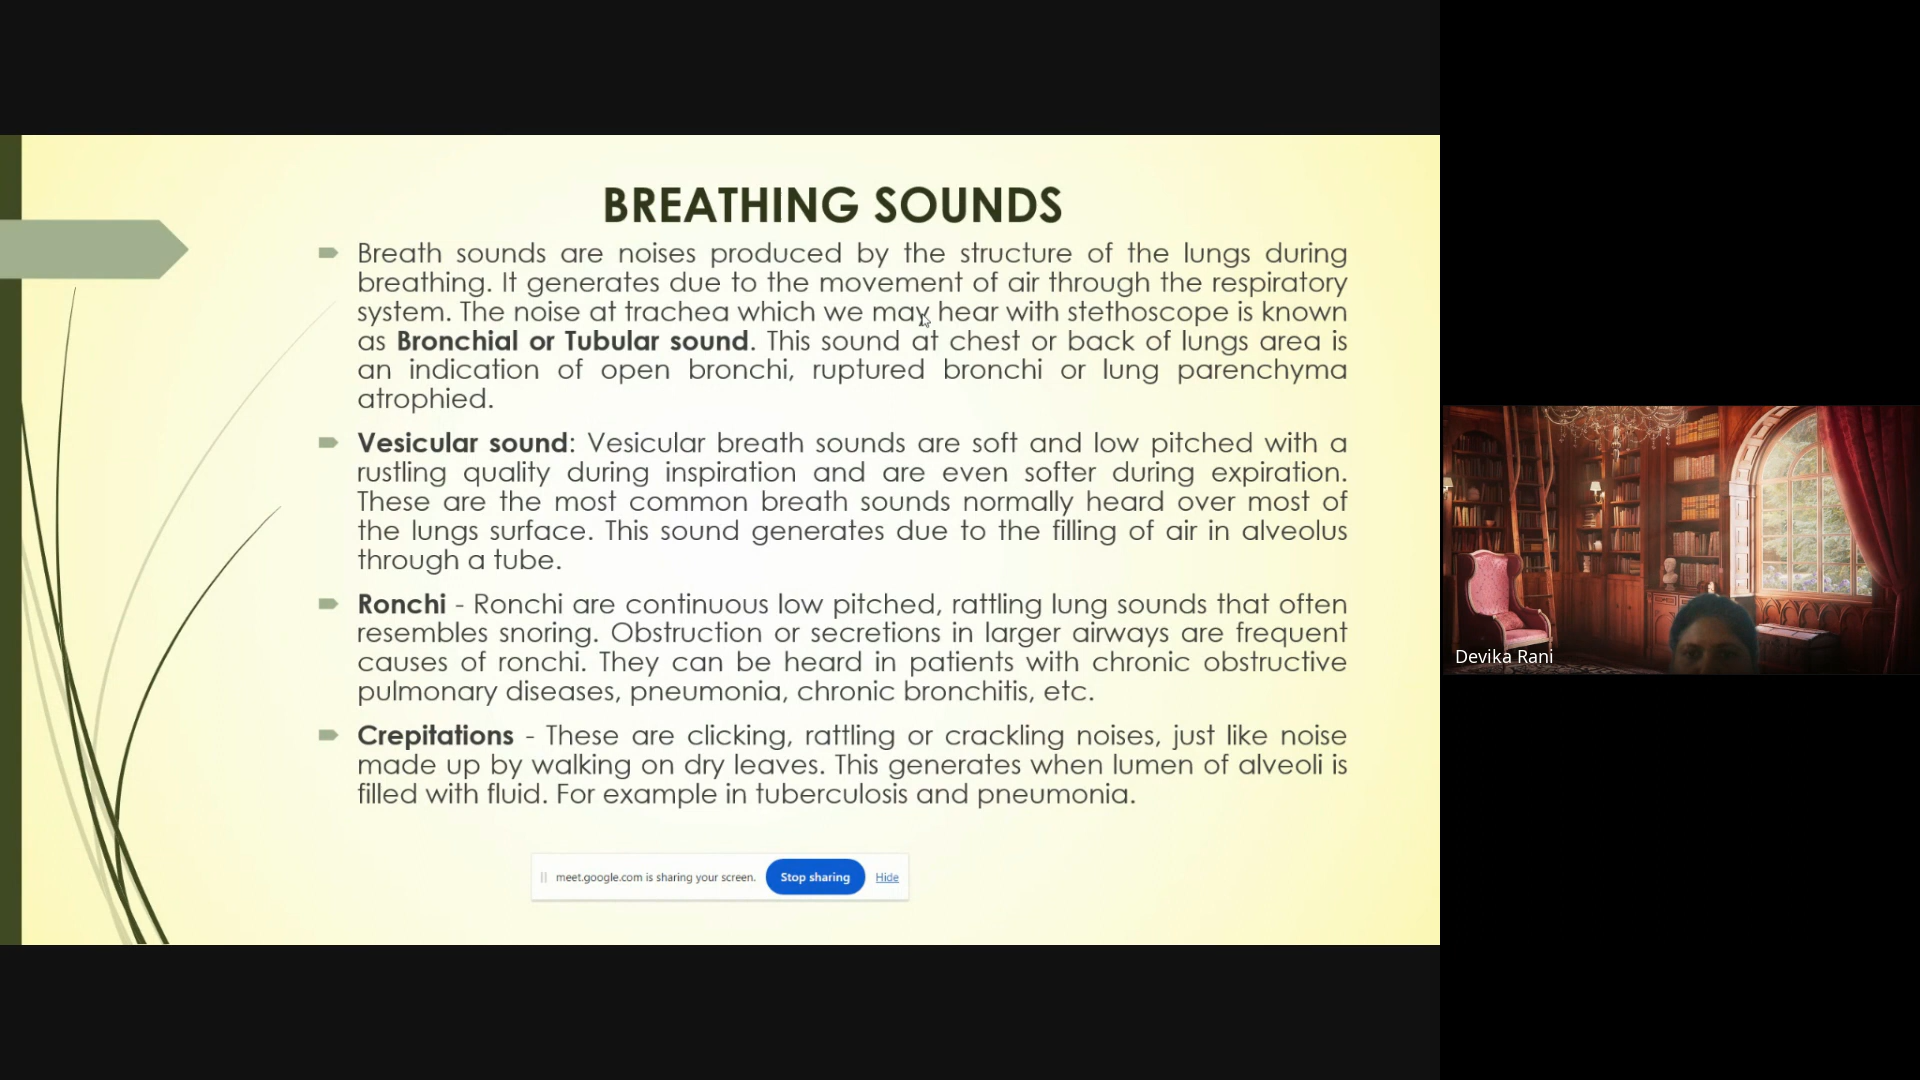 BREATHING SOUNDS
Breath sounds are noises produced by the structure of the lungs during
breathing. It generates due to the movement of air through the respiratory
system. The noise at trachea which we may hear with stethoscope is known
as Bronchial or Tubular sound. This sound at chest or back of lungs area is
an indication of open bronchi, ruptured bronchi or lung parenchyma
atrophied.
Vesicular sound: Vesicular breath sounds are soft and low pitched with a
rustling quality during inspiration and are even softer during expiration.
These are the most common breath sounds normally heard over most of
the lungs surface. This sound generates due to the filling of air in alveolus
through a tube.
Ronchi - Ronchi are continuous low pitched, rattling lung sounds that often
resembles snoring. Obstruction or secretions in larger airways are frequent
causes of ronchi. They can be heard in patients with chronic obstructive
pulmonary diseases, pneumonia, chronic bronchitis, etc.
Crepitations - These are clicking, rattling or crackling noises, just like noise
made up by walking on dry leaves. This generates when lumen of alveoli is
filled with fluid. For example in tuberculosis and pneumonia.
meet.google.com is sharing your screen. Stop sharing Hide
Devika Rani